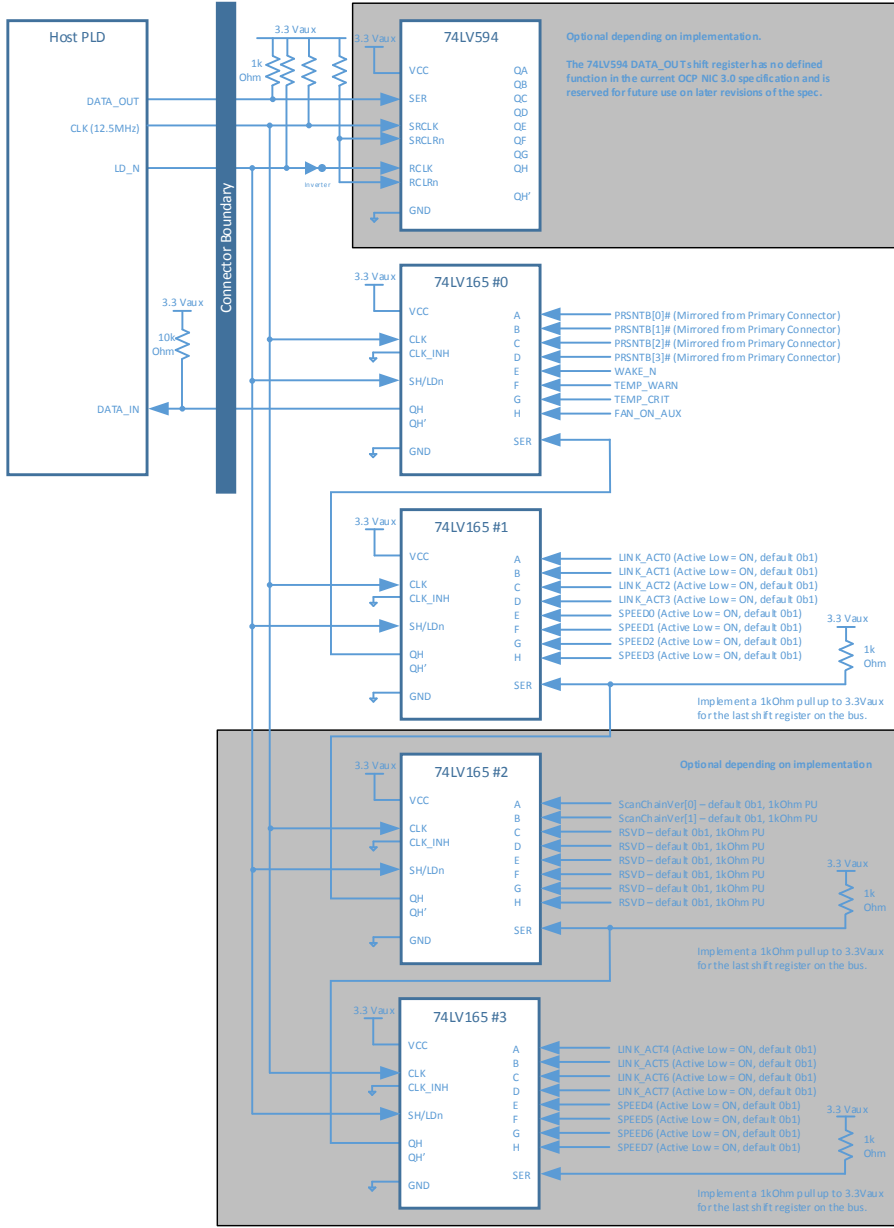 Host PLD
DATA_OUT
CLK (12.5MHz)
LD_N
3.3 Vaux
10k
Ohm
DATA_IN
Connector Boundary
3.3 Vaux
1k
Ohm
Inverter
3.3 Vaux
74LV594
VCC
SER
SRCLK
SRCLRn
RCLK
RCLRn
GND
QA
QB
QC
QD
QE
QF
QG
QH
QH'
Optional depending on implementation.
The 74LV594 DATA_OUT shift register has no defined
function in the current OCP NIC 3.0 specification and is
reserved for future use on later revisions of the spec.
3.3 Vaux
74LV165 #0
VCC
CLK
CLK_INH
SH/LDn
QH
QH'
GND
A
B
C
D
E
F
G
H
SER
PRSNTB[0]# (Mirrored from Primary Connector)
PRSNTB[1]# (Mirrored from Primary Connector)
PRSNTB[2]# (Mirrored from Primary Connector)
PRSNTB[3]# (Mirrored from Primary Connector)
WAKE_N
TEMP_WARN
TEMP_CRIT
FAN_ON_AUX
3.3 Vaux
74LV165 #1
VCC
CLK
CLK_INH
SH/LDn
QH
QH'
GND
A
B
C
D
E
F
G
H
SER
LINK_ACT0 (Active Low = ON, default 0b1)
LINK_ACT1 (Active Low = ON, default 0b1)
LINK_ACT2 (Active Low = ON, default 0b1)
LINK_ACT3 (Active Low = ON, default 0b1)
SPEED0 (Active Low = ON, default 0b1)
SPEED1 (Active Low = ON, default 0b1)
SPEED2 (Active Low = ON, default 0b1)
SPEED3 (Active Low = ON, default 0b1)
3.3 Vaux
1k
Ohm
Implement a 1kOhm pull up to 3.3Vaux
for the last shift register on the bus.
3.3 Vaux
74LV165 #2
VCC
CLK
CLK_INH
SH/LDn
QH
QH'
GND
A
B
C
D
E
F
G
H
SER
Optional depending on implementation
ScanChainVer[0] – default 0b1, 1kOhm PU
ScanChainVer[1] – default 0b1, 1kOhm PU
RSVD – default 0b1, 1kOhm PU
RSVD – default 0b1, 1kOhm PU
RSVD – default 0b1, 1kOhm PU
RSVD – default 0b1, 1kOhm PU
RSVD – default 0b1, 1kOhm PU
RSVD – default 0b1, 1kOhm PU
3.3 Vaux
1k
Ohm
Implement a 1kOhm pull up to 3.3Vaux
for the last shift register on the bus.
3.3 Vaux
74LV165 #3
VCC
CLK
CLK_INH
SH/LDn
QH
QH'
GND
A
B
C
D
E
F
G
H
SER
LINK_ACT4 (Active Low = ON, default 0b1)
LINK_ACT5 (Active Low = ON, default 0b1)
LINK_ACT6 (Active Low = ON, default 0b1)
LINK_ACT7 (Active Low = ON, default 0b1)
SPEED4 (Active Low = ON, default 0b1)
SPEED5 (Active Low = ON, default 0b1)
SPEED6 (Active Low = ON, default 0b1)
SPEED7 (Active Low = ON, default 0b1)
3.3 Vaux
1k
Ohm
Implement a 1kOhm pull up to 3.3Vaux
for the last shift register on the bus.